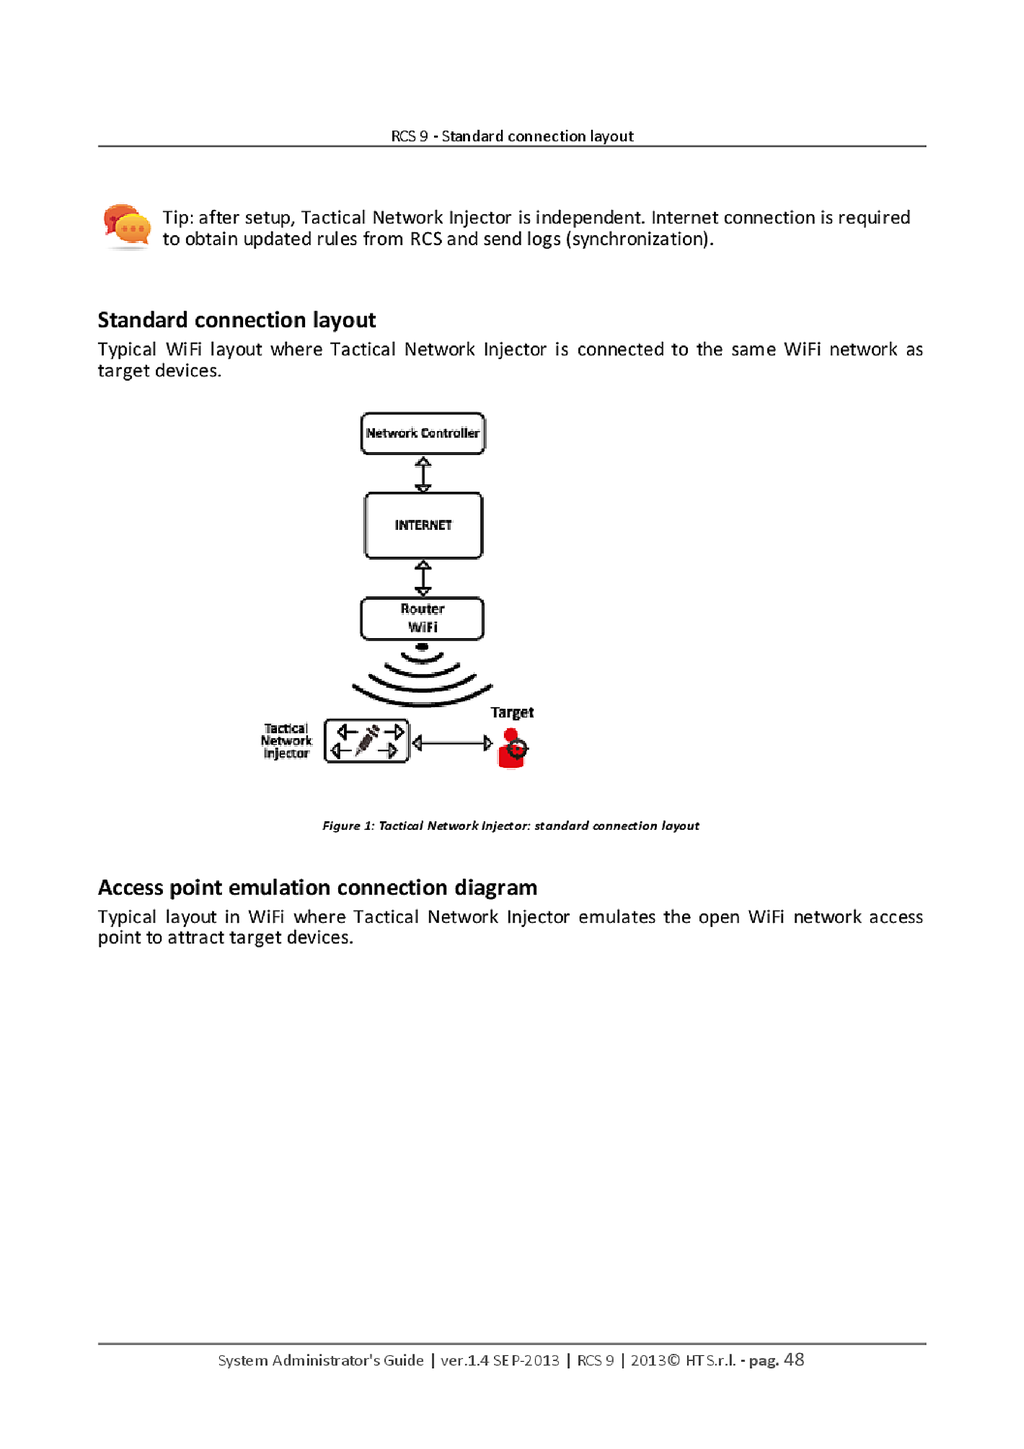 RCS 9 - Standard connection layout
Tip: after setup, Tactical Network Injector is independent. Internet connection is required
to obtain updated rules from RCS and send logs (synchronization).
Standard connection layout
Typical WiFi layout where Tactical Network Injector is connected to the same WiFi network as
target devices.
Network Controller
INTERNET
Router
WiFi
Target
Tactical
Network
Injector
Figure 1: Tactical Network Injector: standard connection layout
Access point emulation connection diagram
Typical layout in WiFi where Tactical Network Injector emulates the open WiFi network access
point to attract target devices.
System Administrator's Guide | ver.1.4 SEP-2013 | RCS 9 | 2013© HT S.r.l. - pag. 48